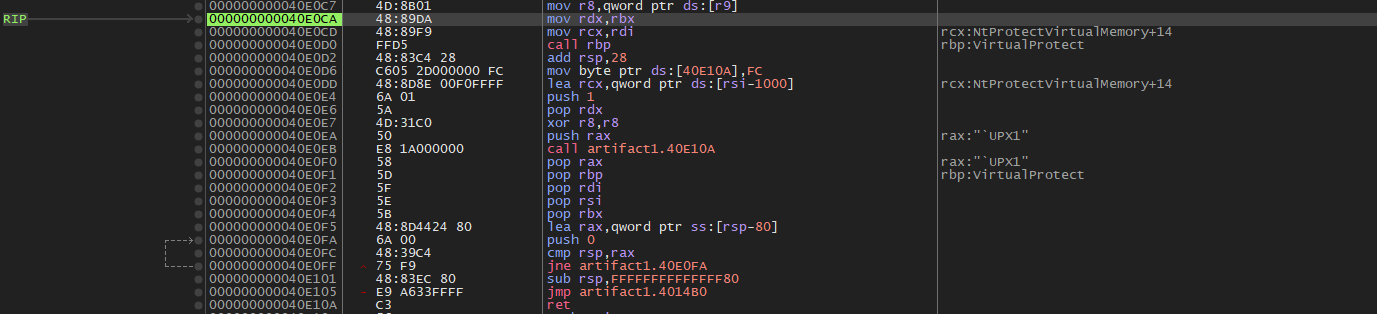 000000000040E0C7 4D:8B01 mov r8,qword ptr ds:[r9]
RIP 000000000040E0CA 48:89DA mov rdx,rbx
000000000040E0CD 48:89F9 mov rcx,rdi rcx:NtProtectVirtualMemory+14
000000000040E0D0 FFD5 call rbp rbp:VirtualProtect
000000000040E0D2 48:83C4 28 add rsp,28
000000000040E0D6 C605 2D000000 FC mov byte ptr ds:[40E10A],FC
000000000040E0DD 48:8D8E 00F0FFFF lea rcx,qword ptr ds:[rsi-1000] rcx:NtProtectVirtualMemory+14
000000000040E0E4 6A 01 push 1
000000000040E0E6 5A pop rdx
000000000040E0E7 4D:31C0 xor r8,r8
000000000040E0EA 50 push rax rax:"`UPX1"
000000000040E0EB E8 1A000000 call artifact1.40E10A
000000000040E0F0 58 pop rax rax:"`UPX1"
000000000040E0F1 5D pop rbp rbp:VirtualProtect
000000000040E0F2 5F pop rdi
000000000040E0F3 5E pop rsi
000000000040E0F4 5B pop rbx
000000000040E0F5 48:8D4424 80 lea rax,qword ptr ss:[rsp-80]
000000000040E0FA 6A 00 push 0
000000000040E0FC 48:39C4 cmp rsp,rax
000000000040E0FF - 75 F9 jne artifact1.40E0FA
000000000040E101 48:83EC 80 sub rsp,FFFFFFFFFFFFFF80
000000000040E105 - E9 A633FFFF jmp artifact1.4014B0
000000000040E10A C3 ret